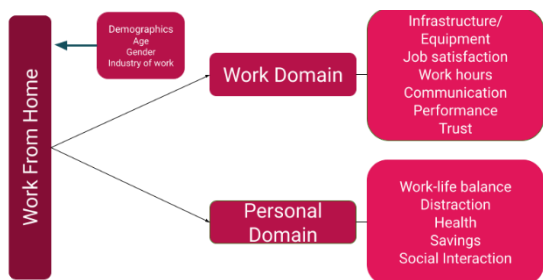 Work From Home
Demographics
Age
Gender
Industry of work
Work Domain
Infrastructure/
Equipment
Job satisfaction
Work hours
Communication
Performance
Trust
Personal
Domain
Work-life balance
Distraction
Health
Savings
Social Interaction